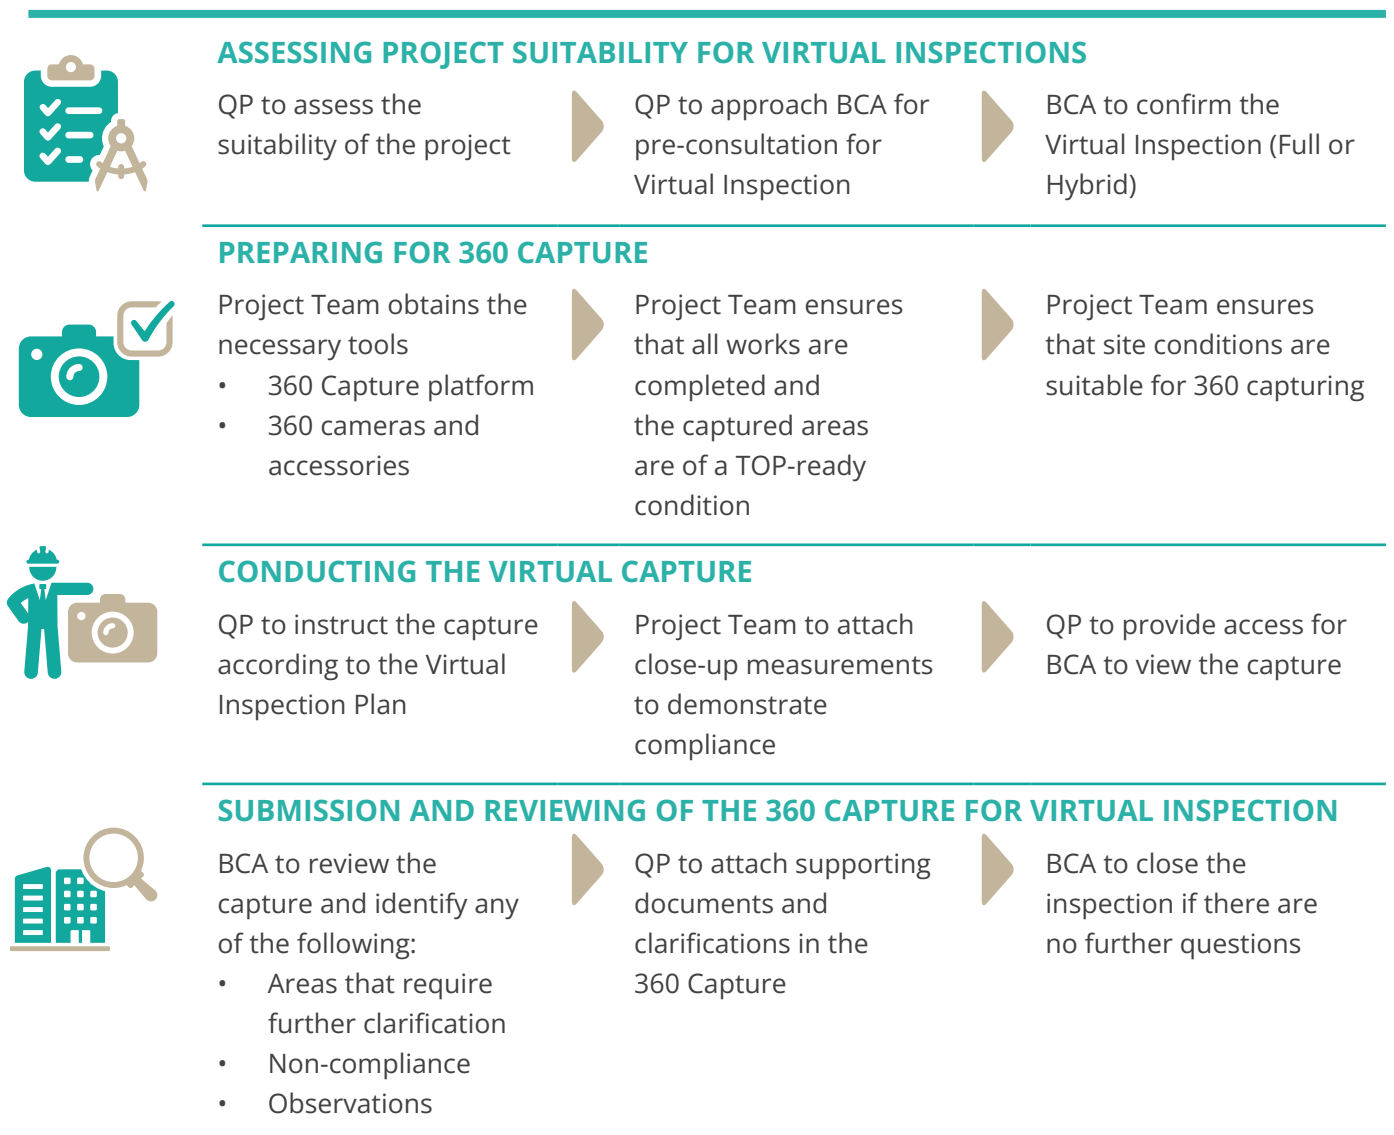 ASSESSING PROJECT SUITABILITY FOR VIRTUAL INSPECTIONS
QP to assess the
suitability of the project
QP to approach BCA for
pre-consultation for
Virtual Inspection
BCA to confirm the
Virtual Inspection (Full or
Hybrid)
PREPARING FOR 360 CAPTURE
Project Team obtains the
necessary tools
• 360 Capture platform
• 360 cameras and
accessories
Project Team ensures
that all works are
completed and
the captured areas
are of a TOP-ready
condition
Project Team ensures
that site conditions are
suitable for 360 capturing
CONDUCTING THE VIRTUAL CAPTURE
QP to instruct the capture
according to the Virtual
Inspection Plan
Project Team to attach
close-up measurements
to demonstrate
compliance
QP to provide access for
BCA to view the capture
SUBMISSION AND REVIEWING OF THE 360 CAPTURE FOR VIRTUAL INSPECTION
BCA to review the
capture and identify any
of the following:
• Areas that require
further clarification
• Non-compliance
• Observations
QP to attach supporting
documents and
clarifications in the
360 Capture
BCA to close the
inspection if there are
no further questions